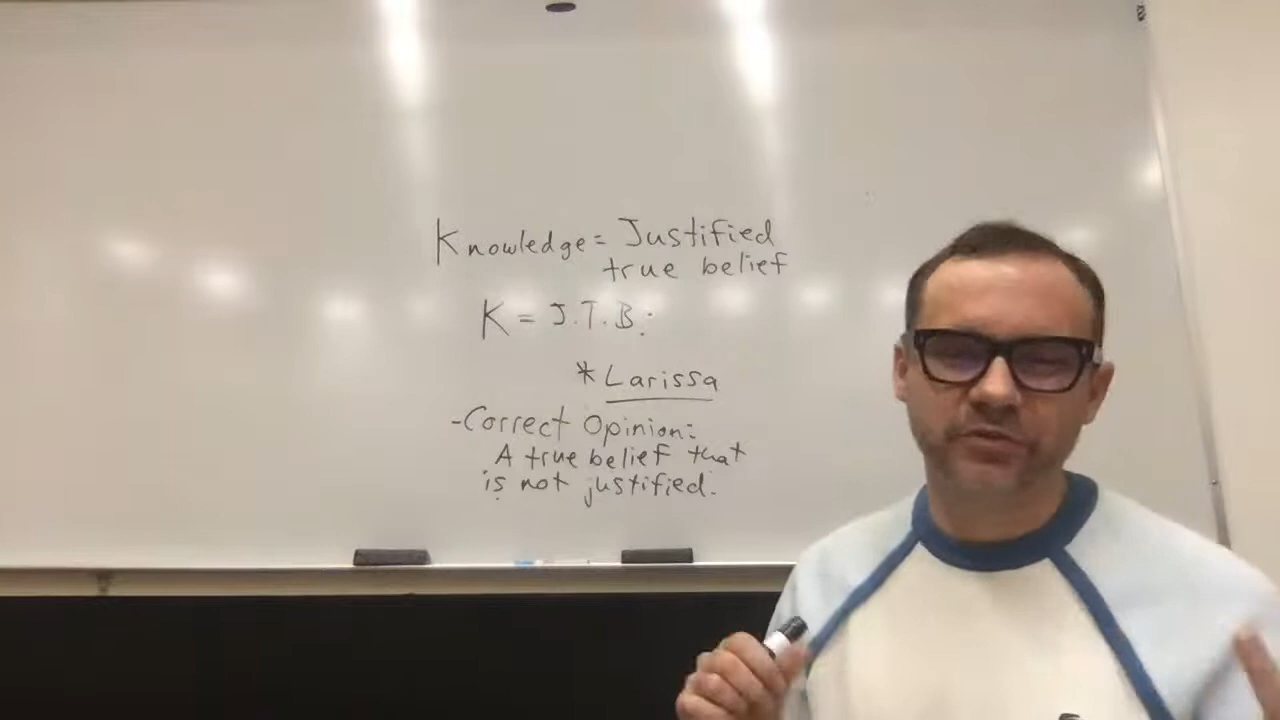 Knowledge = Justified
true belief
K = J.T.B.:
* Larissa
- Correct Opinion:
A true belief that
is not justified.